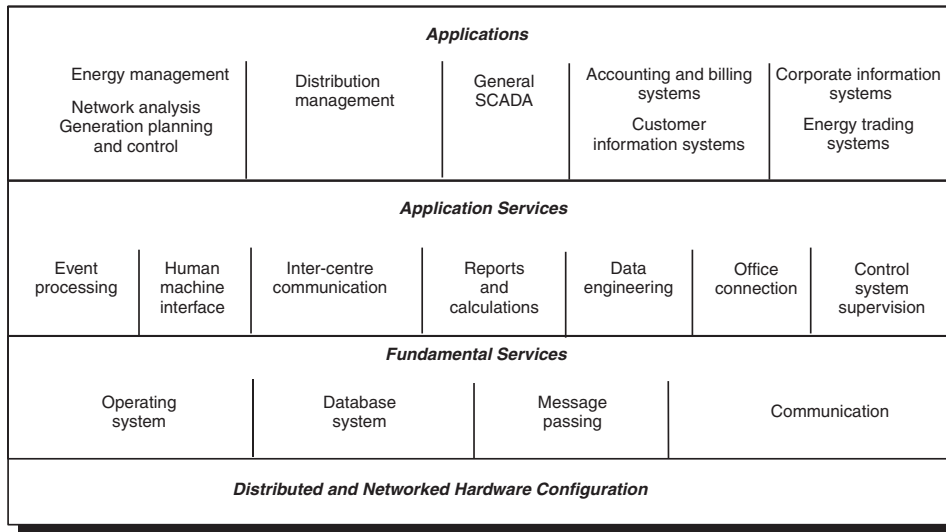 Applications
Energy management
Network analysis
Generation planning
and control
Distribution
management
General
SCADA
Accounting and billing
systems
Customer
information systems
Corporate information
systems
Energy trading
systems
Application Services
Event
processing
Human
machine
interface
Inter-centre
communication
Reports
and
calculations
Data
engineering
Office
connection
Control
system
supervision
Fundamental Services
Operating
system
Database
system
Message
passing
Communication
Distributed and Networked Hardware Configuration